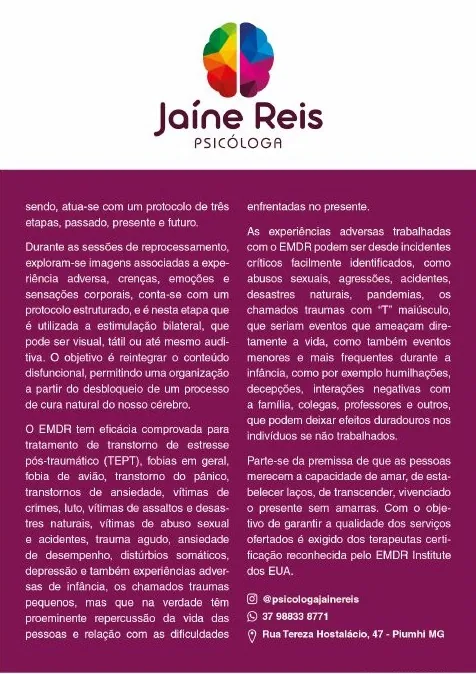 Jaíne Reis
PSICÓLOGA
sendo, atua-se com um protocolo de três
etapas, passado, presente e futuro.
Durante as sessões de reprocessamento,
exploram-se imagens associadas a expe-
riência adversa, crenças, emoções e
sensações corporais, conta-se com um
protocolo estruturado, e é nesta etapa que
é utilizada a estimulação bilateral, que
pode ser visual, tátil ou até mesmo audi-
tiva. O objetivo é reintegrar o conteúdo
disfuncional, permitindo uma organização
a partir do desbloqueio de um processo
de cura natural do nosso cérebro.
O EMDR tem eficácia comprovada para
tratamento de transtorno de estresse
pós-traumático (TEPT), fobias em geral,
fobia de avião, transtorno do pânico,
transtornos de ansiedade, vítimas de
crimes, luto, vítimas de assaltos e desas-
tres naturais, vítimas de abuso sexual
e acidentes, trauma agudo, ansiedade
de desempenho, distúrbios somáticos,
depressão e também experiências adver-
sas de infância, os chamados traumas
pequenos, mas que na verdade têm
proeminente repercussão da vida das
pessoas e relação com as dificuldades
enfrentadas no presente.
As experiências adversas trabalhadas
com o EMDR podem ser desde incidentes
críticos facilmente identificados, como
abusos sexuais, agressões, acidentes,
desastres naturais, pandemias, os
chamados traumas com “T” maiúsculo,
que seriam eventos que ameaçam dire-
tamente a vida, como também eventos
menores e mais frequentes durante a
infância, como por exemplo humilhações,
decepções, interações negativas com
a família, colegas, professores e outros,
que podem deixar efeitos duradouros nos
indivíduos se não trabalhados.
Parte-se da premissa de que as pessoas
merecem a capacidade de amar, de esta-
belecer laços, de transcender, vivenciado
o presente sem amarras. Com o obje-
tivo de garantir a qualidade dos serviços
ofertados é exigido dos terapeutas certi-
ficação reconhecida pelo EMDR Institute
dos EUA.
@psicologajainereis
37 98833 8771
Rua Tereza Hostalácio, 47 - Piumhi MG